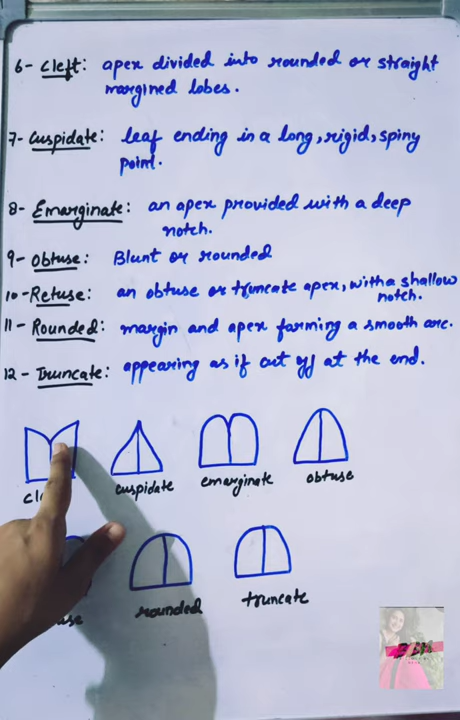 6- Cleft: apex divided into rounded or straight
margined lobes.
7- Cuspidate: leaf ending in a long, rigid, spiny
point.
8- Emarginate: an apex provided with a deep
notch.
9- Obtuse: Blunt or rounded
10- Retuse: an obtuse or truncate apex, with a shallow
notch.
11- Rounded: margin and apex forming a smooth arc.
12- Truncate: appearing as if cut off at the end.
cuspidate emarginate obtuse
rounded truncate